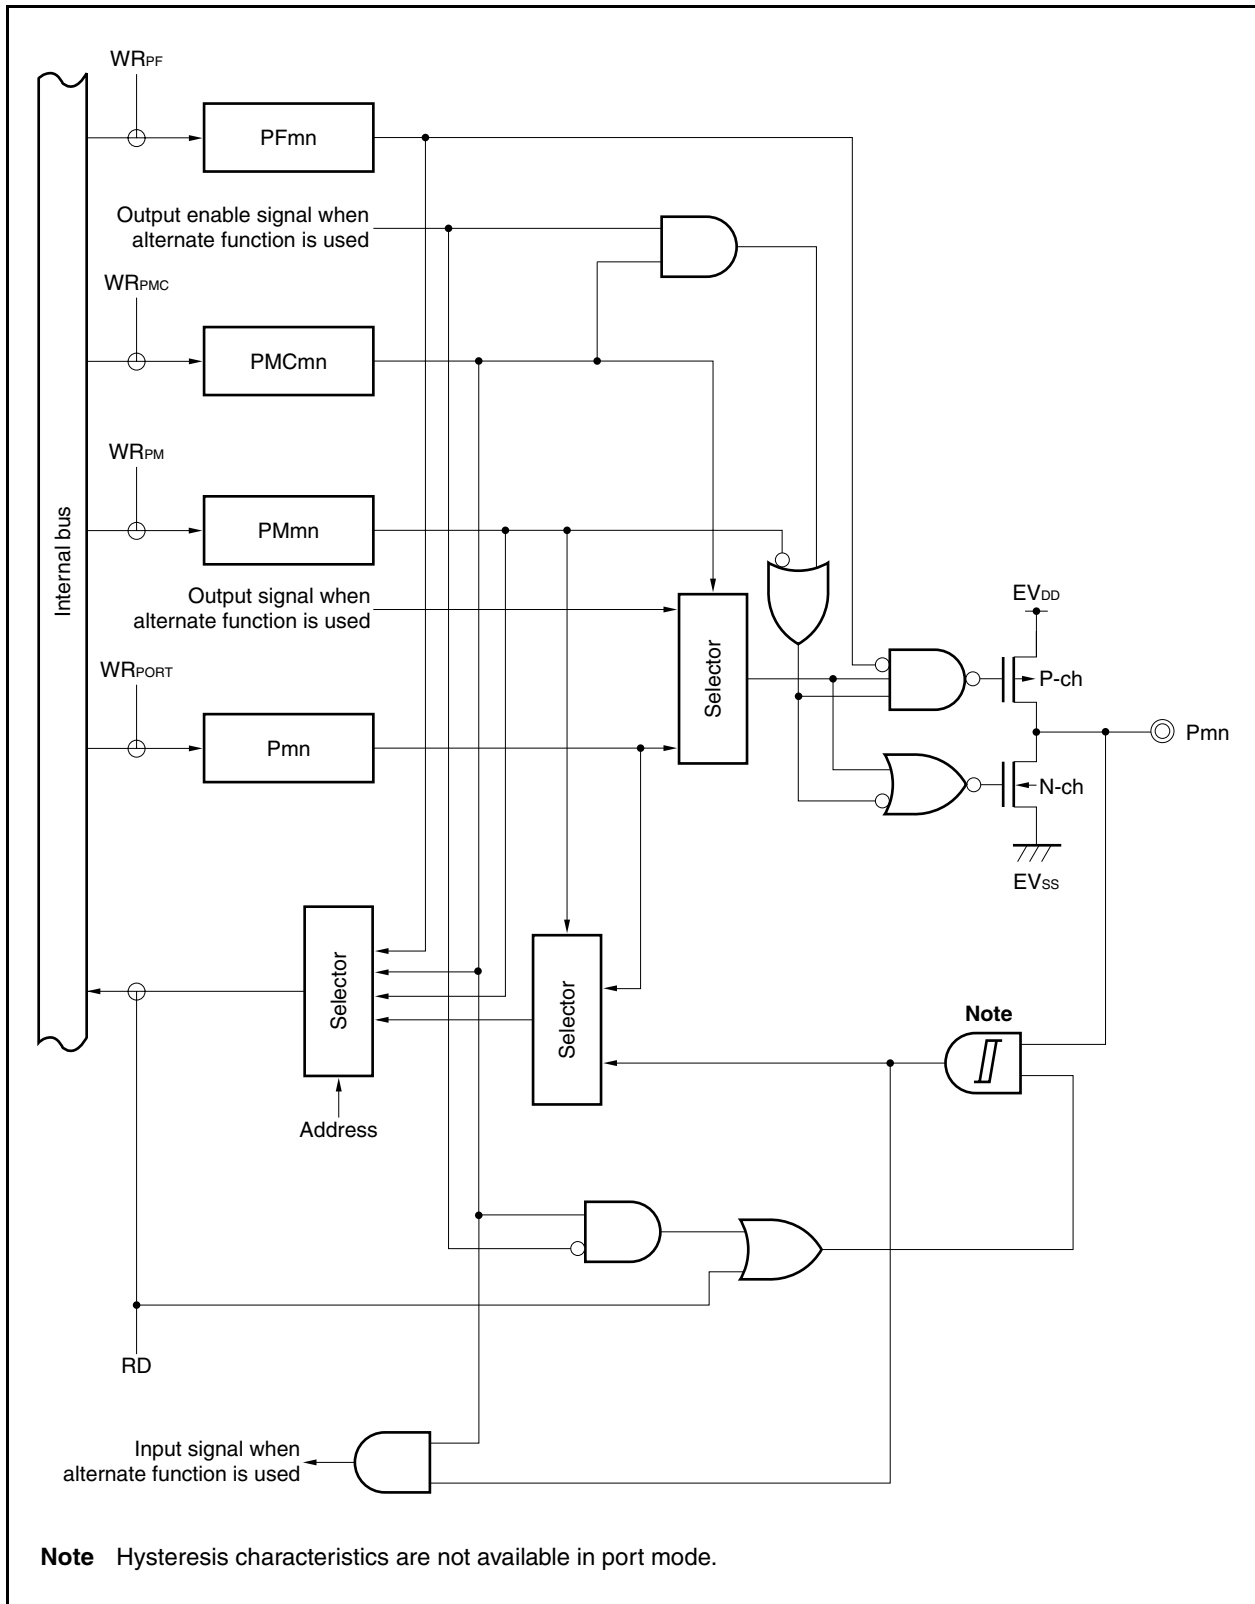 WRPF
PFmn
Output enable signal when
alternate function is used
WRPMC
PMCmn
WRPM
PMmn
Internal bus
Output signal when
alternate function is used
Selector
EVDD
P-ch
WRPORT
Pmn
Pmn
N-ch
EVSS
Selector
Selector
Note
Address
RD
Input signal when
alternate function is used
Note Hysteresis characteristics are not available in port mode.